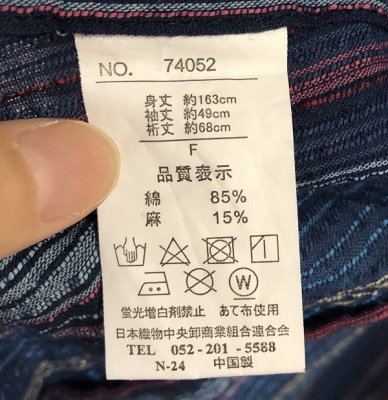 NO. 74052
身丈 約163cm
袖丈 約49cm
裄丈 約68cm
F
品質表示
綿 85%
麻 15%
W
蛍光増白剤禁止 あて布使用
日本織物中央卸商業組合連合会
TEL 052-201-5588
N-24 中国製